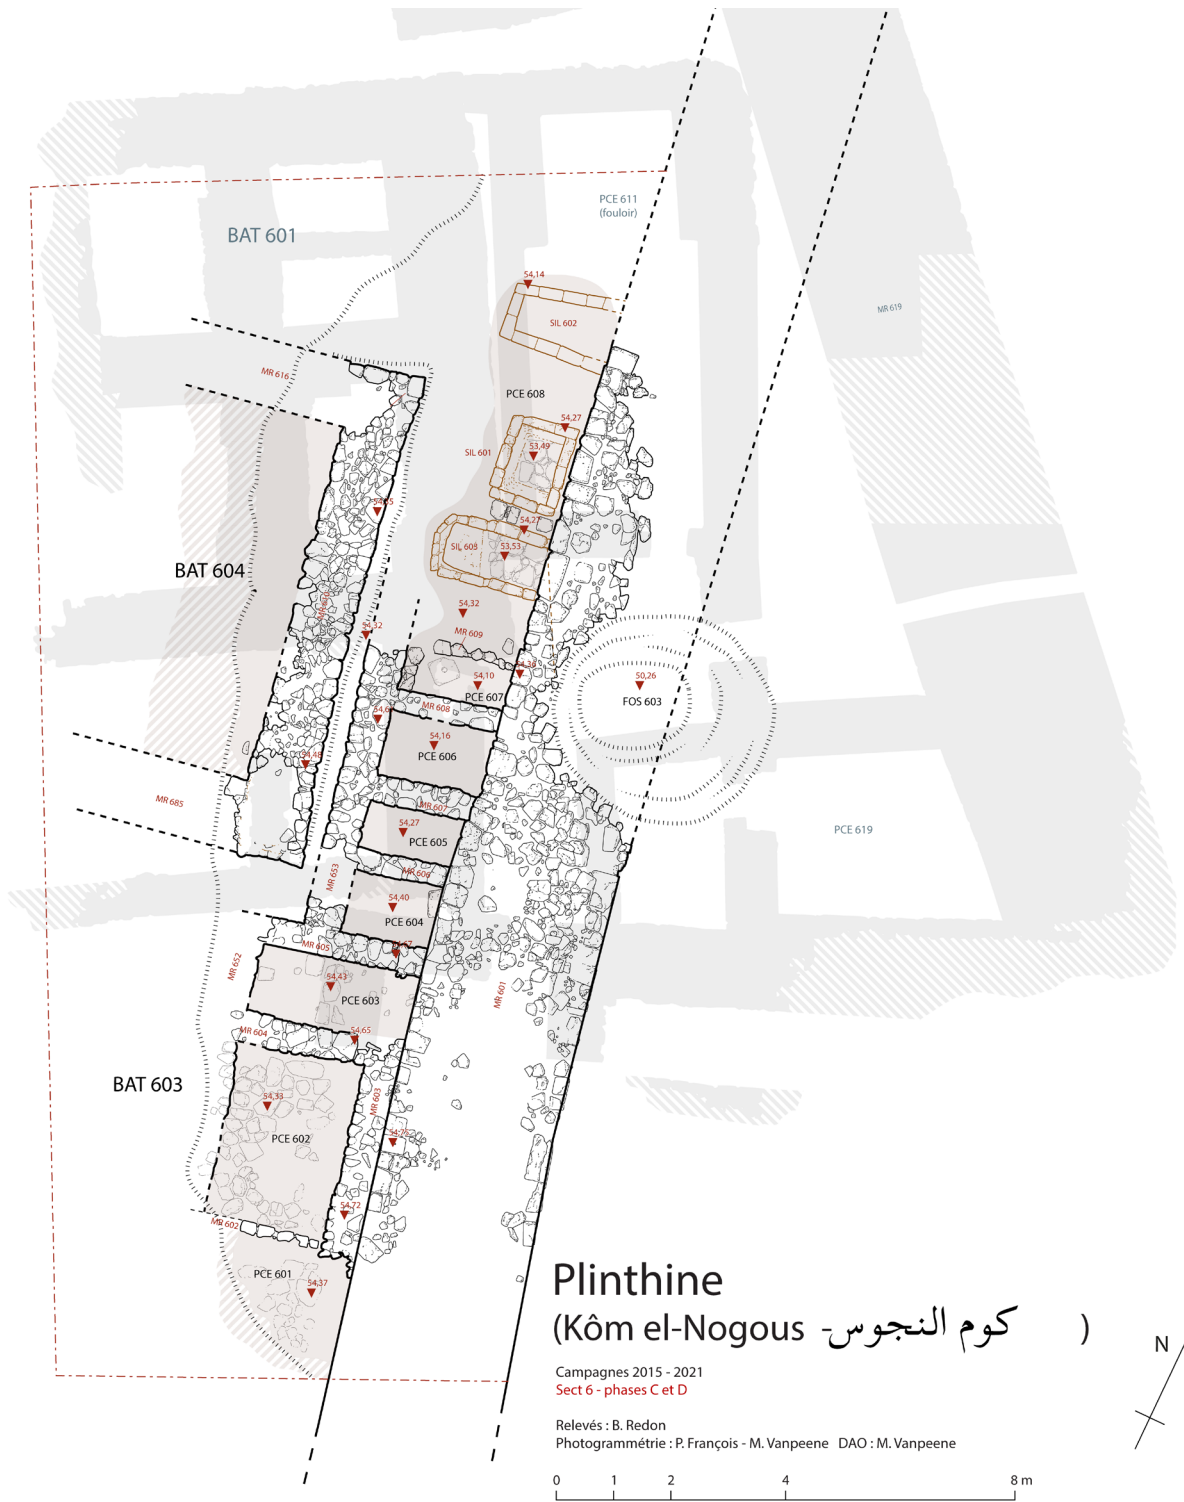 PCE 611
(fouloir)
BAT 601
54,14
MR 619
SIL 602
MR 616
PCE 608
54,27
53,49
SIL 601
54,27
SIL 603
53,53
BAT 604
54,32
54,32
MR 609
54,10
PCE 607
50,26
FOS 603
MR 608
54,16
PCE 606
54,48
MR 685
MR 607
54,27
PCE 605
PCE 619
MR 606
MR 653
54,40
PCE 604
MR 605
MR 652
54,43
PCE 603
MR 601
MR 604
54,65
BAT 603
54,33
MR 603
PCE 602
54,72
MR 602
PCE 601
54,37
Plinthine
(Kôm el-Nogous - كوم النجوس)
Campagnes 2015 - 2021
Sect 6 - phases C et D
Relevés : B. Redon
Photogrammétrie : P. François - M. Vanpeene DAO : M. Vanpeene
N
0 1 2 4 8 m